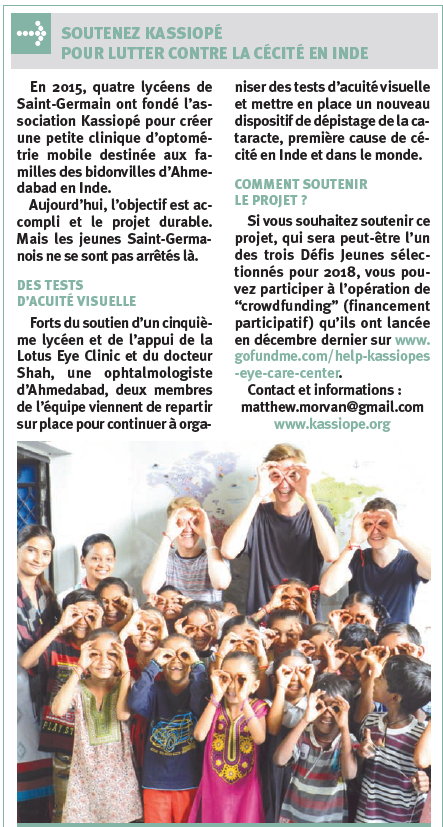 SOUTENEZ KASSIOPÉ
POUR LUTTER CONTRE LA CÉCITÉ EN INDE
En 2015, quatre lycéens de
Saint-Germain ont fondé l'as-
sociation Kassiopé pour créer
une petite clinique d'optomé-
trie mobile destinée aux fa-
milles des bidonvilles d'Ahme-
dabad en Inde.
Aujourd'hui, l'objectif est ac-
compli et le projet durable.
Mais les jeunes Saint-Germa-
nois ne se sont pas arrêtés là.
DES TESTS
D'ACUITÉ VISUELLE
Forts du soutien d'un cinquiè-
me lycéen et de l'appui de la
Lotus Eye Clinic et du docteur
Shah, une ophtalmologiste
d'Ahmedabad, deux membres
de l'équipe viennent de repartir
sur place pour continuer à orga-
niser des tests d'acuité visuelle
et mettre en place un nouveau
dispositif de dépistage de la ca-
taracte, première cause de cé-
cité en Inde et dans le monde.
COMMENT SOUTENIR
LE PROJET ?
Si vous souhaitez soutenir ce
projet, qui sera peut-être l'un
des trois Défis Jeunes sélec-
tionnés pour 2018, vous pou-
vez participer à l'opération de
“crowdfunding” (financement
participatif) qu'ils ont lancée
en décembre dernier sur www.
gofundme.com/help-kassiopes
-eye-care-center.
Contact et informations :
matthew.morvan@gmail.com
www.kassiope.org